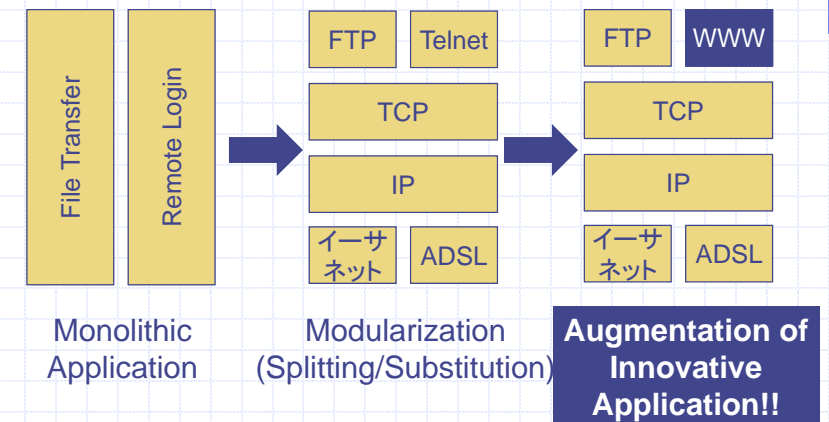 File Transfer
Remote Login
FTP
Telnet
TCP
IP
イーサ
ネット
ADSL
FTP
WWW
TCP
IP
イーサ
ネット
ADSL
Monolithic
Application
Modularization
(Splitting/Substitution)
Augmentation of
Innovative
Application!!